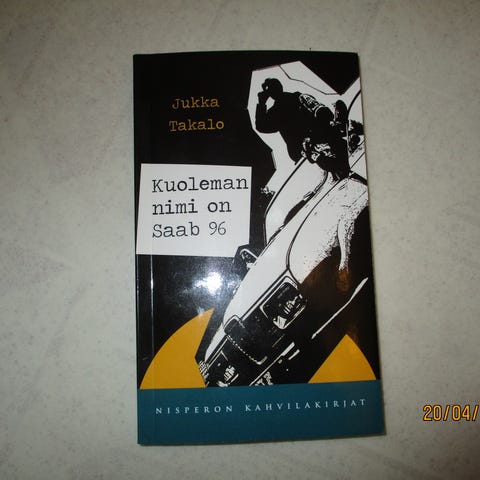 Jukka
Takalo
Kuoleman
nimi on
Saab 96
NISPERON KAHVILAKIRJAT
20/04/